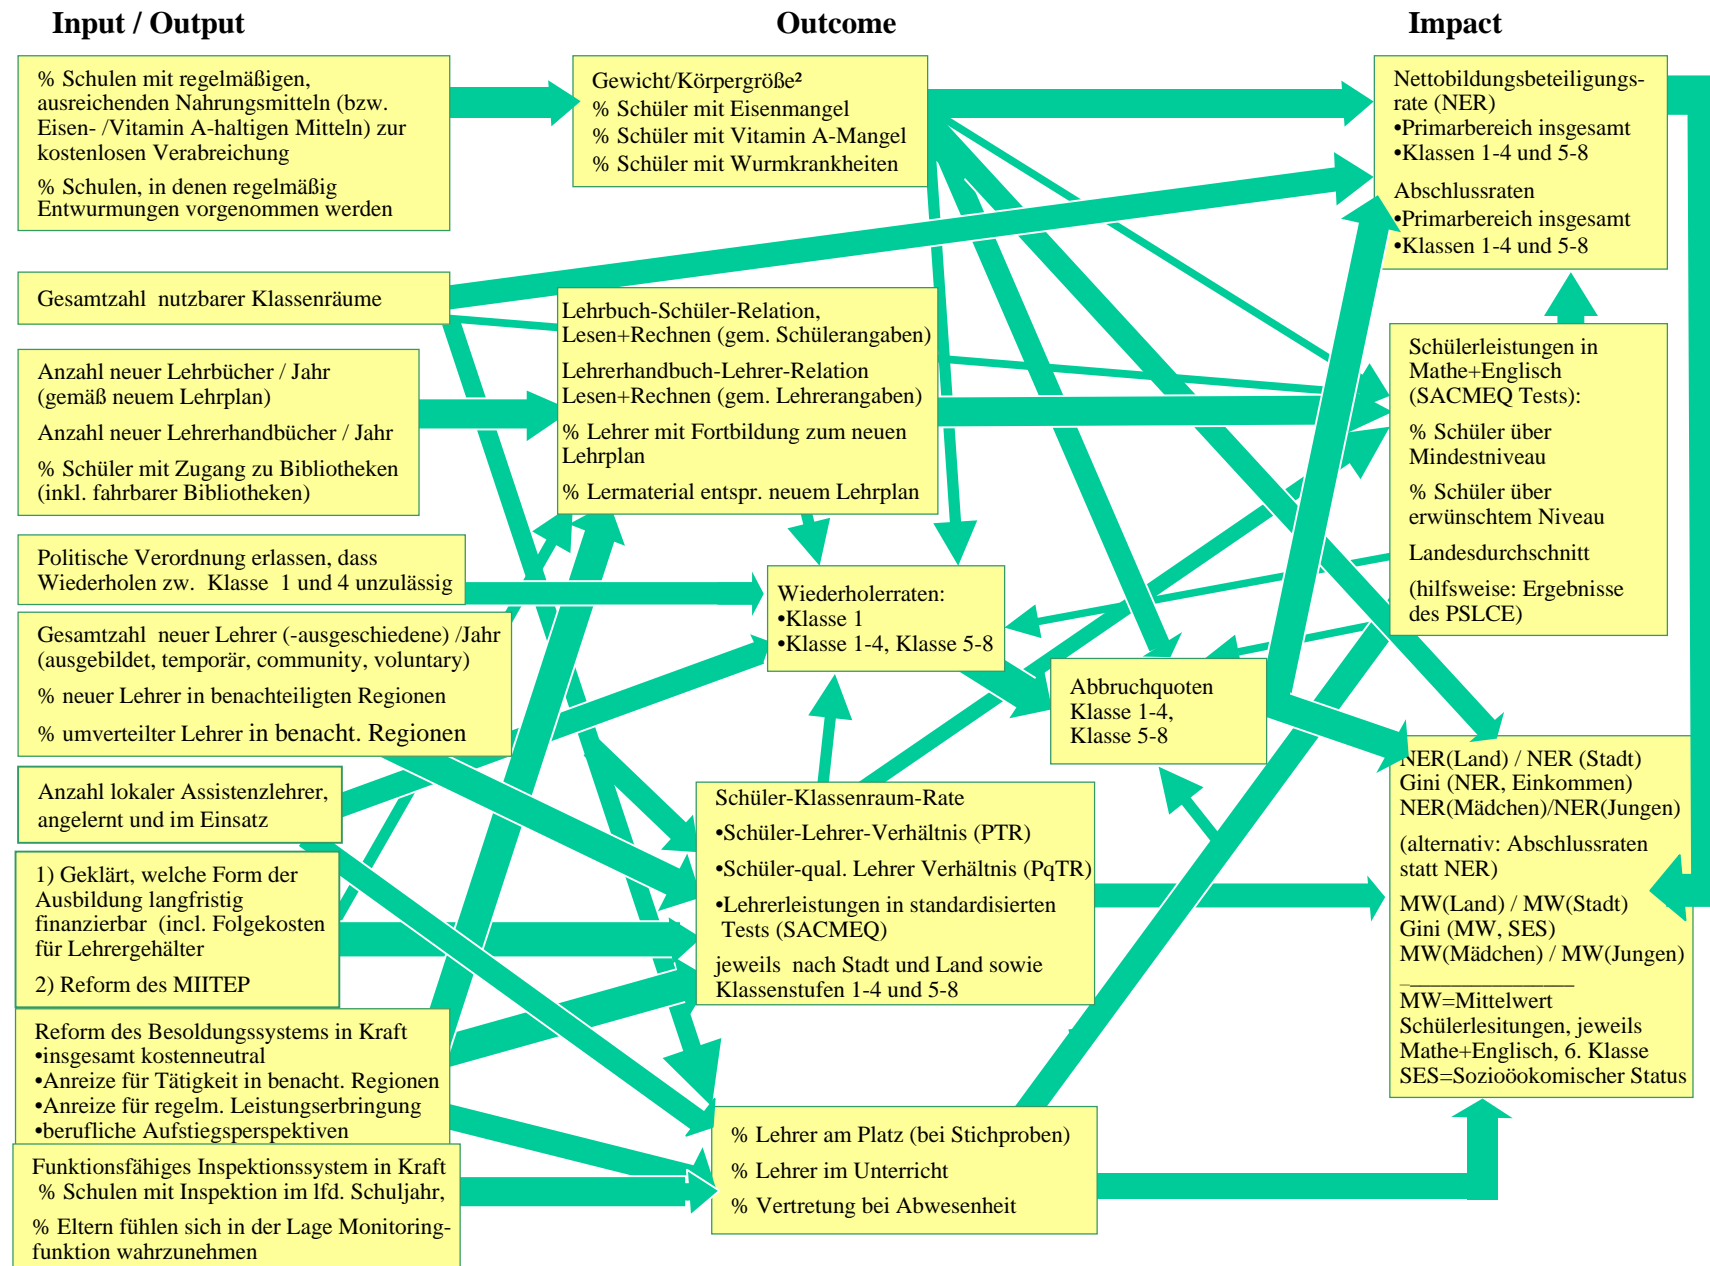 Input / Output
Outcome
Impact
% Schulen mit regelmäßigen,
ausreichenden Nahrungsmitteln (bzw.
Eisen- /Vitamin A-haltigen Mitteln) zur
kostenlosen Verabreichung
% Schulen, in denen regelmäßig
Entwurmungen vorgenommen werden
Gesamtzahl nutzbarer Klassenräume
Anzahl neuer Lehrbücher / Jahr
(gemäß neuem Lehrplan)
Anzahl neuer Lehrerhandbücher / Jahr
% Schüler mit Zugang zu Bibliotheken
(inkl. fahrbarer Bibliotheken)
Politische Verordnung erlassen, dass
Wiederholen zw. Klasse 1 und 4 unzulässig
Gesamtzahl neuer Lehrer (-ausgeschiedene) /Jahr
(ausgebildet, temporär, community, voluntary)
% neuer Lehrer in benachteiligten Regionen
% umverteilter Lehrer in benacht. Regionen
Anzahl lokaler Assistenzlehrer,
angelernt und im Einsatz
1) Geklärt, welche Form der
Ausbildung langfristig
finanzierbar (incl. Folgekosten
für Lehrergehälter
2) Reform des MIITEP
Reform des Besoldungssystems in Kraft
•insgesamt kostenneutral
•Anreize für Tätigkeit in benacht. Regionen
•Anreize für regelm. Leistungserbringung
•berufliche Aufstiegsperspektiven
Funktionsfähiges Inspektionssystem in Kraft
% Schulen mit Inspektion im lfd. Schuljahr,
% Eltern fühlen sich in der Lage Monitoring-
funktion wahrzunehmen
Gewicht/Körpergröße²
% Schüler mit Eisenmangel
% Schüler mit Vitamin A-Mangel
% Schüler mit Wurmkrankheiten
Lehrbuch-Schüler-Relation,
Lesen+Rechnen (gem. Schülerangaben)
Lehrerhandbuch-Lehrer-Relation
Lesen+Rechnen (gem. Lehrerangaben)
% Lehrer mit Fortbildung zum neuen
Lehrplan
% Lermaterial entspr. neuem Lehrplan
Wiederholerraten:
•Klasse 1
•Klasse 1-4, Klasse 5-8
Abbruchquoten
Klasse 1-4,
Klasse 5-8
Schüler-Klassenraum-Rate
•Schüler-Lehrer-Verhältnis (PTR)
•Schüler-qual. Lehrer Verhältnis (PqTR)
•Lehrerleistungen in standardisierten
Tests (SACMEQ)
jeweils nach Stadt und Land sowie
Klassenstufen 1-4 und 5-8
% Lehrer am Platz (bei Stichproben)
% Lehrer im Unterricht
% Vertretung bei Abwesenheit
Nettobildungsbeteiligungs-
rate (NER)
•Primarbereich insgesamt
•Klassen 1-4 und 5-8
Abschlussraten
•Primarbereich insgesamt
•Klassen 1-4 und 5-8
Schülerleistungen in
Mathe+Englisch
(SACMEQ Tests):
% Schüler über
Mindestniveau
% Schüler über
erwünschtem Niveau
Landesdurchschnitt
(hilfsweise: Ergebnisse
des PSLCE)
NER(Land) / NER (Stadt)
Gini (NER, Einkommen)
NER(Mädchen)/NER(Jungen)
(alternativ: Abschlussraten
statt NER)
MW(Land) / MW(Stadt)
Gini (MW, SES)
MW(Mädchen) / MW(Jungen)
MW=Mittelwert
Schülerlesitungen, jeweils
Mathe+Englisch, 6. Klasse
SES=Sozioöokomischer Status